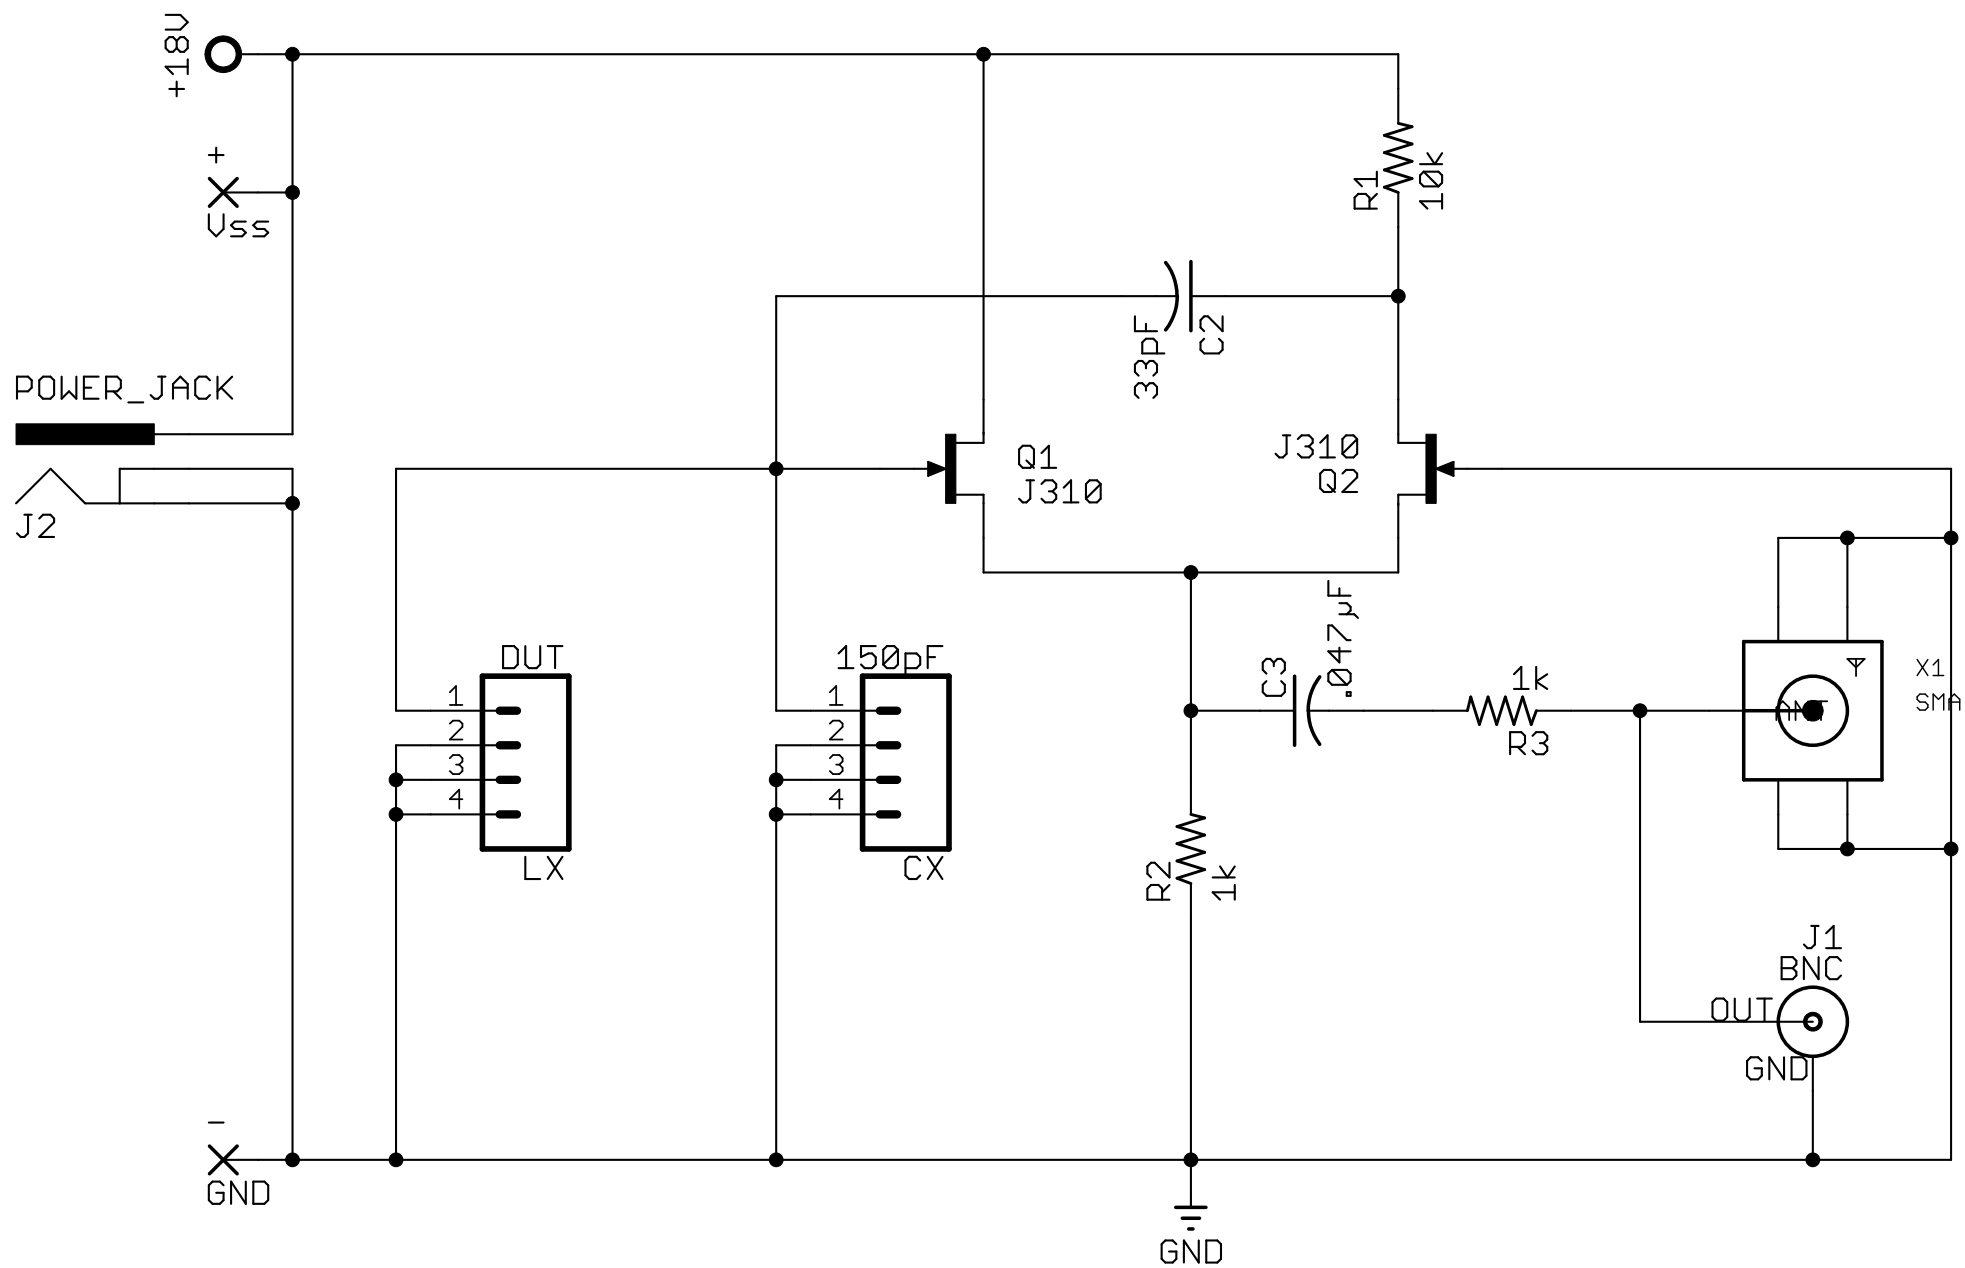 +18V
+
Vss
R1
10k
33pF
C2
POWER_JACK
J2
Q1
J310
J310
Q2
DUT
1
2
3
4
LX
150pF
1
2
3
4
CX
C3
.047µF
1k
R3
ANT
X1
SMA
R2
1k
J1
BNC
OUT
GND
-
GND
GND